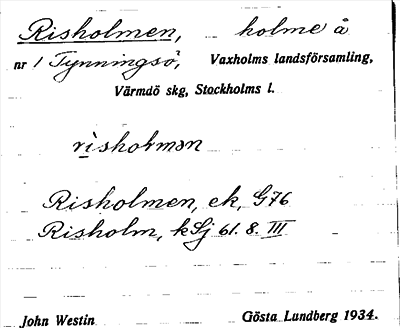 Risholmen, holme å
nr 1 Tynningsö, Vaxholms landsförsamling,
Värmdö skg, Stockholms l.
risholmən
Risholmen, ek, G76
Risholm, kSj 61. 8. III
John Westin Gösta Lundberg 1934.